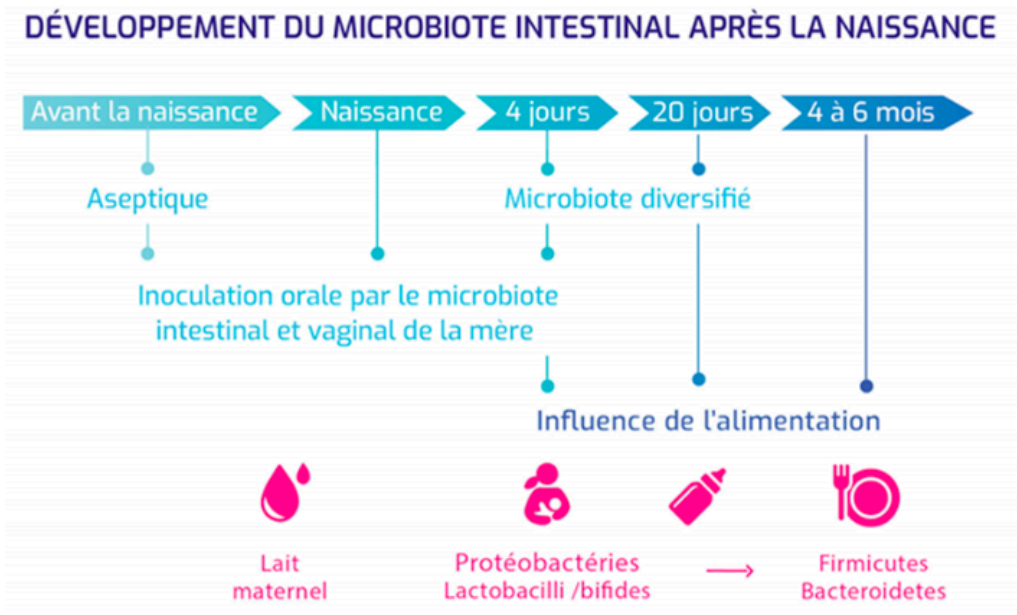 DÉVELOPPEMENT DU MICROBIOTE INTESTINAL APRÈS LA NAISSANCE
Avant la naissance
Naissance
4 jours
20 jours
4 à 6 mois
Aseptique
Microbiote diversifié
Inoculation orale par le microbiote
intestinal et vaginal de la mère
Influence de l'alimentation
Lait
maternel
Protéobactéries
Lactobacilli /bifides
Firmicutes
Bacteroidetes